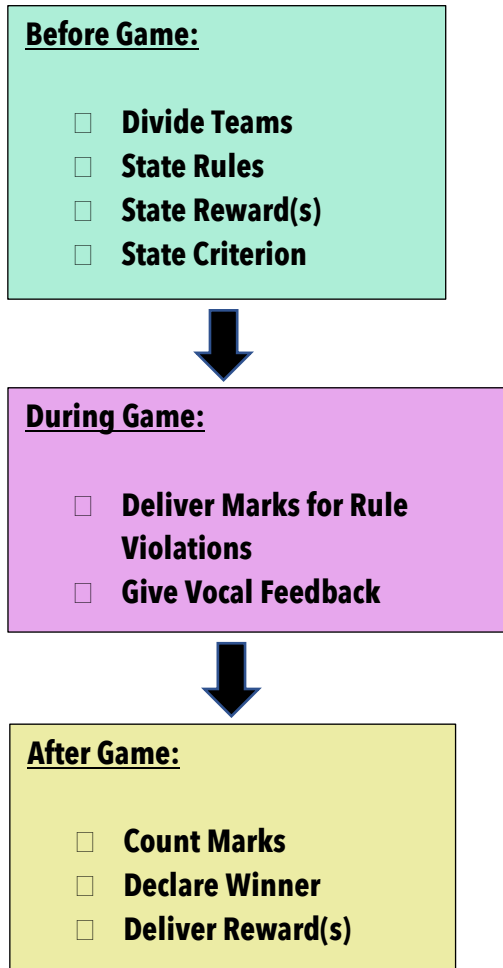 Before Game:
☐ Divide Teams
☐ State Rules
☐ State Reward(s)
☐ State Criterion
During Game:
☐ Deliver Marks for Rule
Violations
☐ Give Vocal Feedback
After Game:
☐ Count Marks
☐ Declare Winner
☐ Deliver Reward(s)